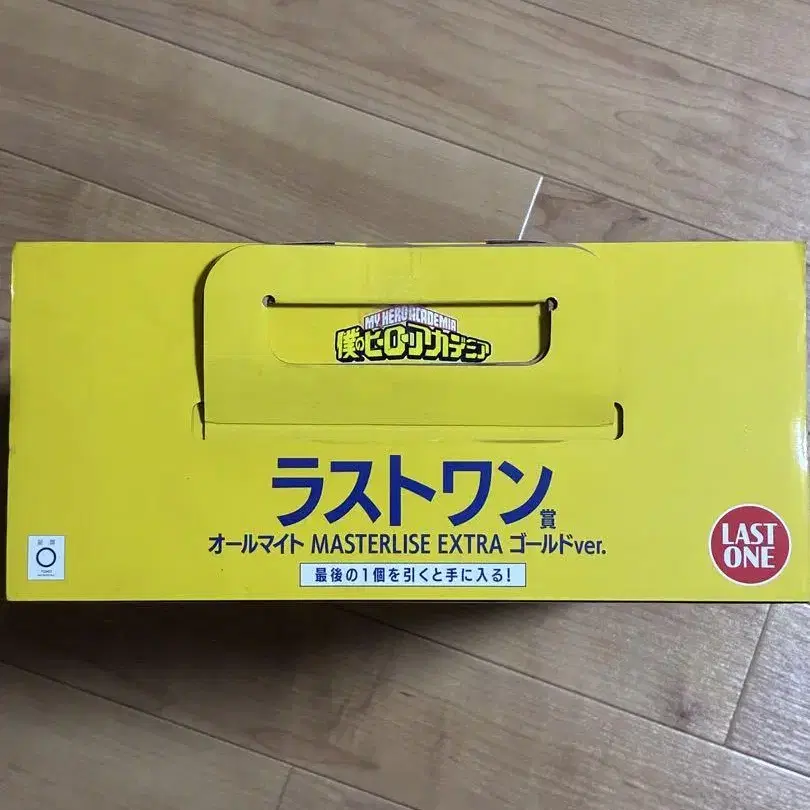 MY HERO ACADEMIA
僕のヒーローアカデミア
ラストワン賞
オールマイト MASTERLISE EXTRA ゴールドver.
最後の1個を引くと手に入る!
LAST
ONE